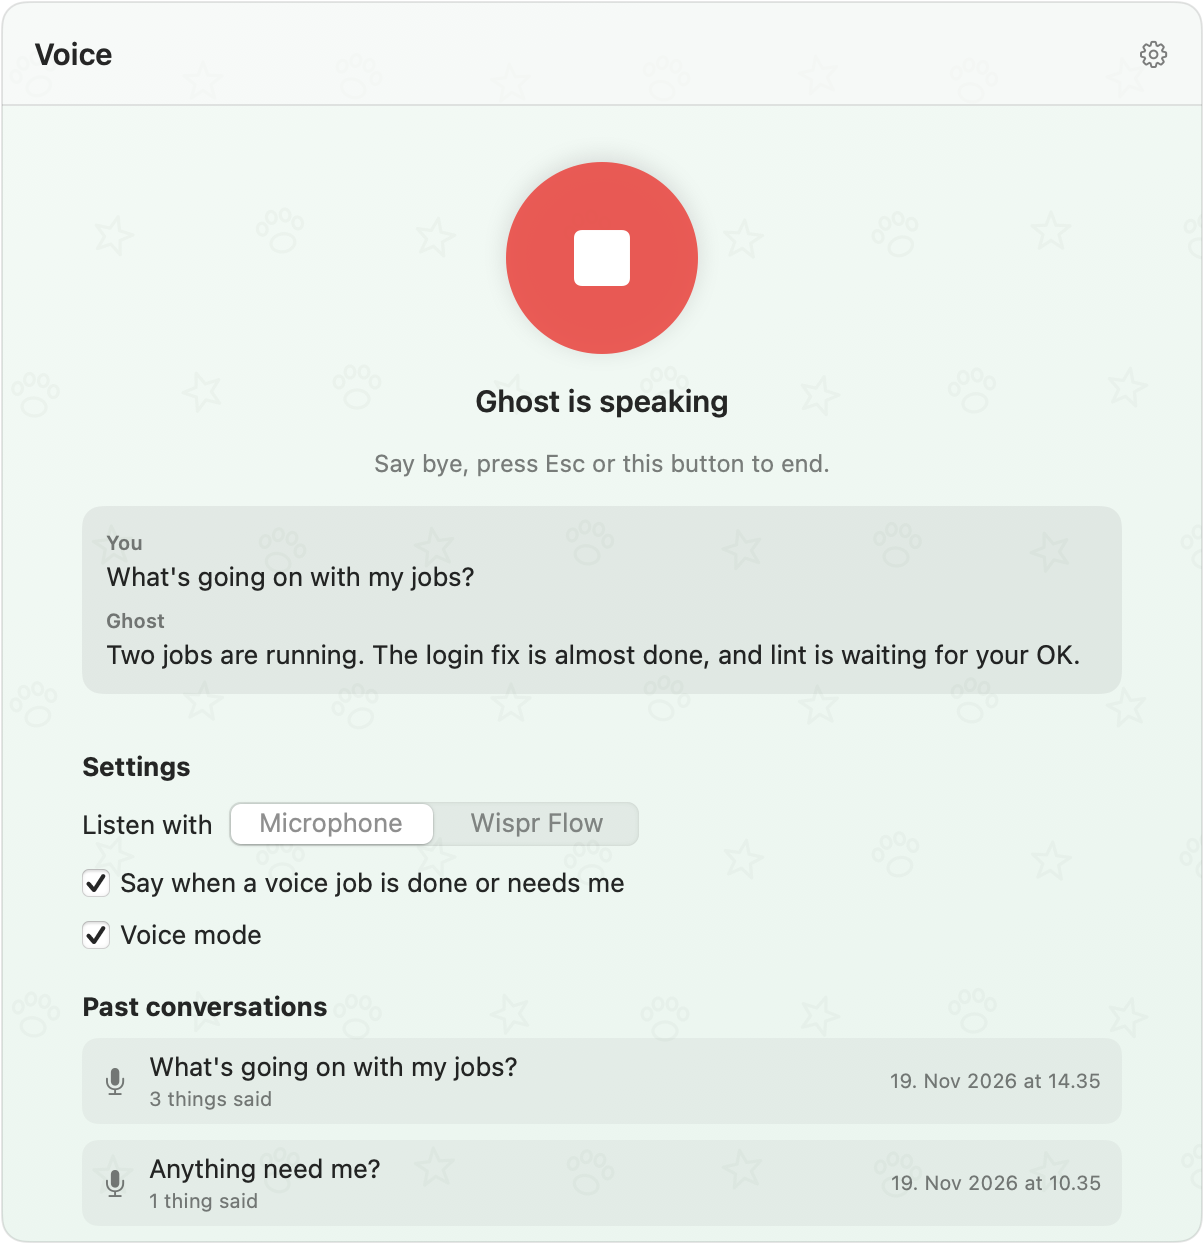 Voice
Ghost is speaking
Say bye, press Esc or this button to end.
You
What's going on with my jobs?
Ghost
Two jobs are running. The login fix is almost done, and lint is waiting for your OK.
Settings
Listen with Microphone Wispr Flow
Say when a voice job is done or needs me
Voice mode
Past conversations
What's going on with my jobs?
3 things said
19. Nov 2026 at 14.35
Anything need me?
1 thing said
19. Nov 2026 at 10.35